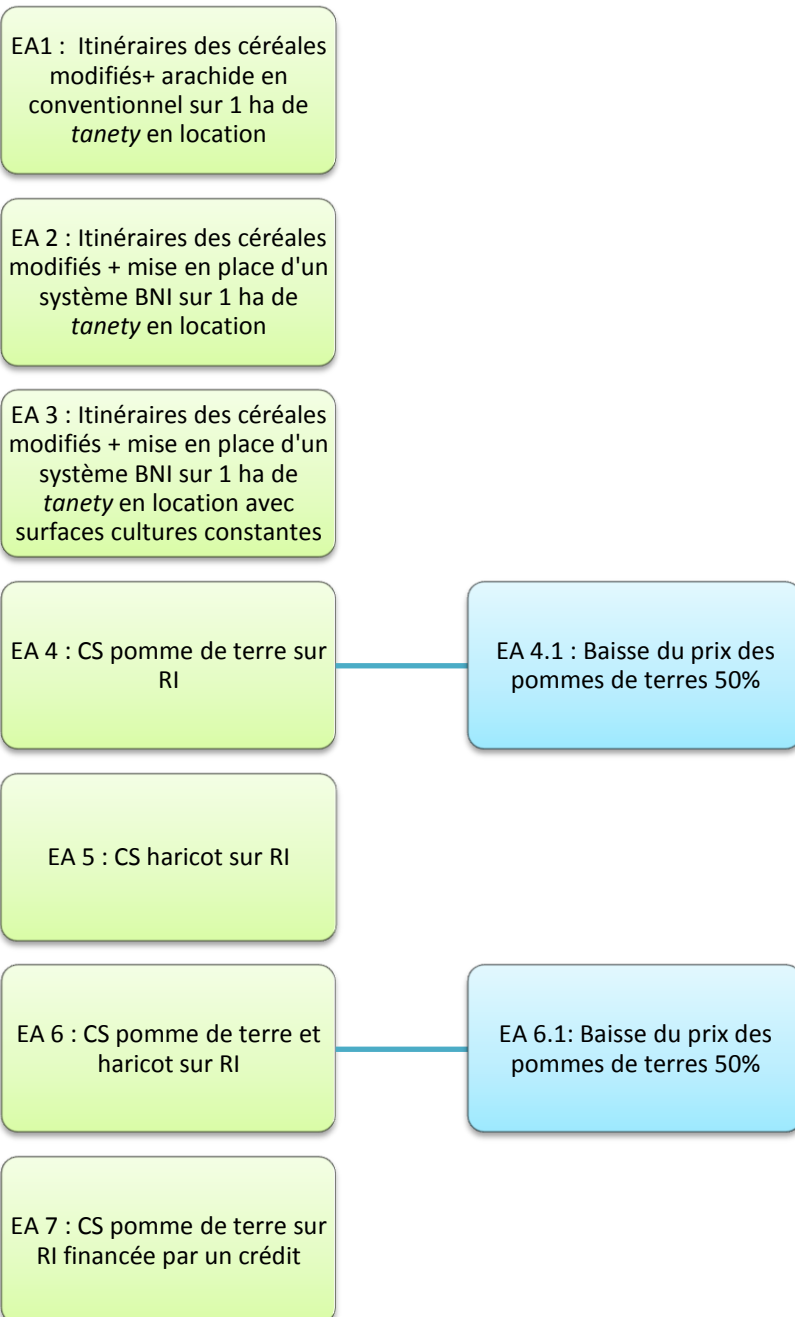 EA1 :  Itinéraires des céréales
modifiés+ arachide en
conventionnel sur 1 ha de
tanety en location
EA 2 : Itinéraires des céréales
modifiés + mise en place d'un
système BNI sur 1 ha de
tanety en location
EA 3 : Itinéraires des céréales
modifiés + mise en place d'un
système BNI sur 1 ha de
tanety en location avec
surfaces cultures constantes
EA 4 : CS pomme de terre sur
RI
EA 4.1 : Baisse du prix des
pommes de terres 50%
EA 5 : CS haricot sur RI
EA 6 : CS pomme de terre et
haricot sur RI
EA 6.1: Baisse du prix des
pommes de terres 50%
EA 7 : CS pomme de terre sur
RI financée par un crédit